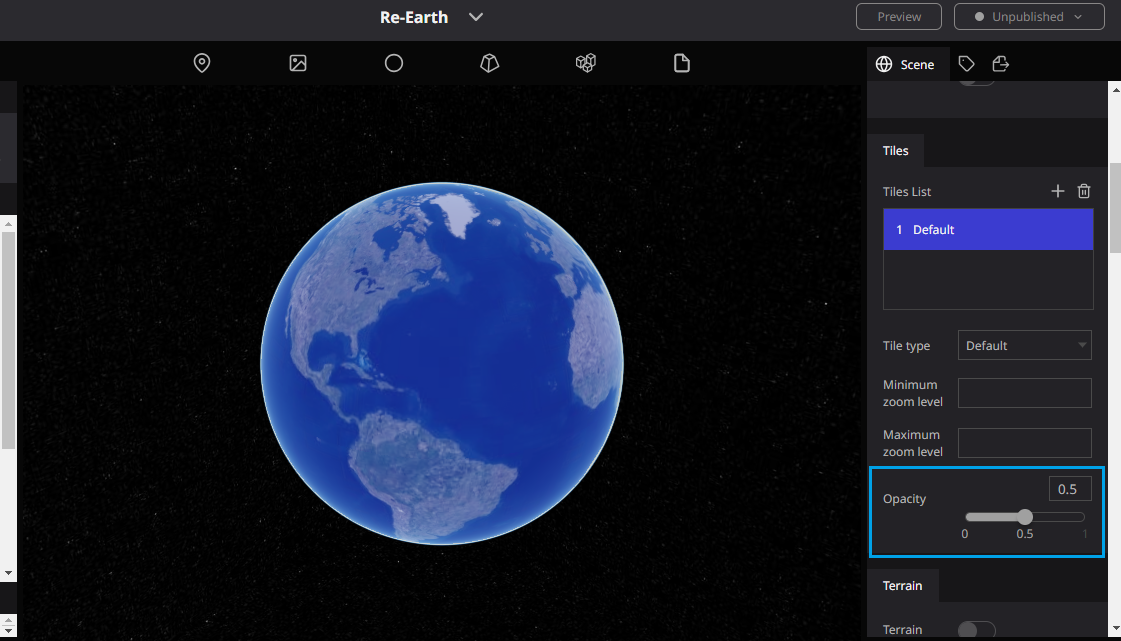 Re-Earth
Preview
Unpublished
Scene
Tiles
Tiles List
1 Default
Tile type
Default
Minimum
zoom level
Maximum
zoom level
Opacity
0.5
0 0.5 1
Terrain
Terrain